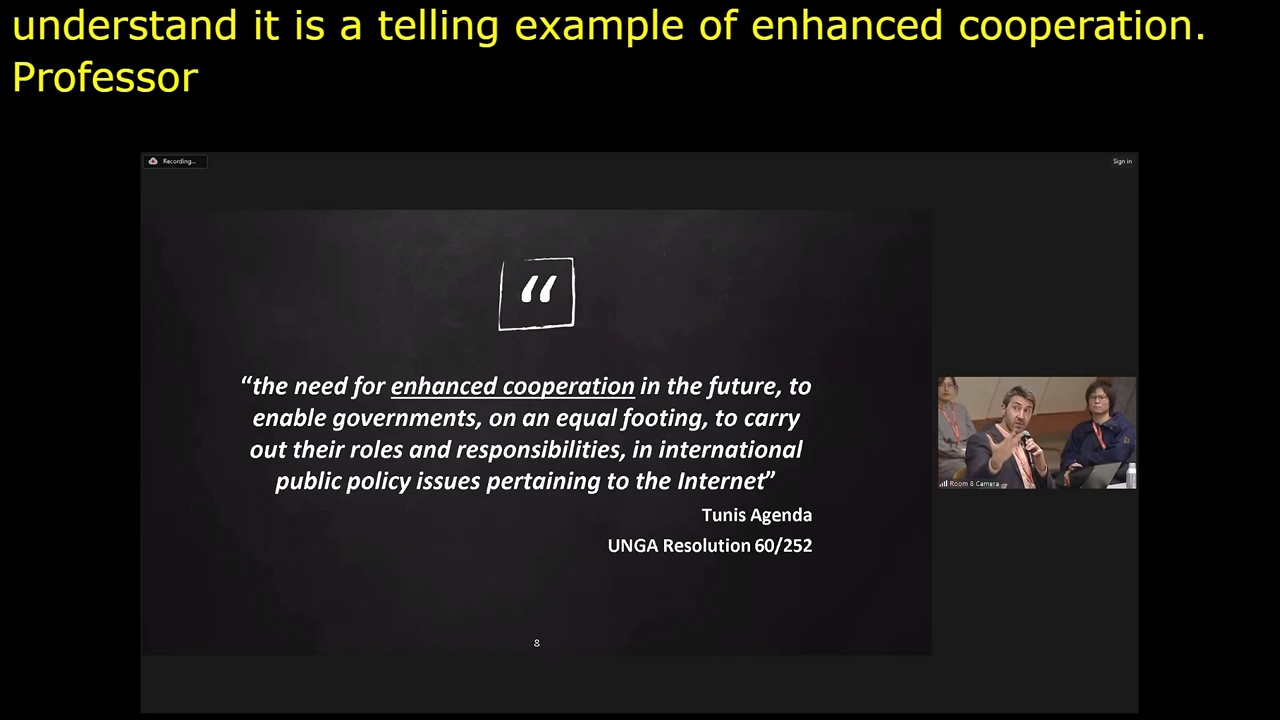 understand it is a telling example of enhanced cooperation.
Professor
Recording...
Sign in
“
“the need for enhanced cooperation in the future, to
enable governments, on an equal footing, to carry
out their roles and responsibilities, in international
public policy issues pertaining to the Internet”
Tunis Agenda
UNGA Resolution 60/252
Room 8 Camera
8